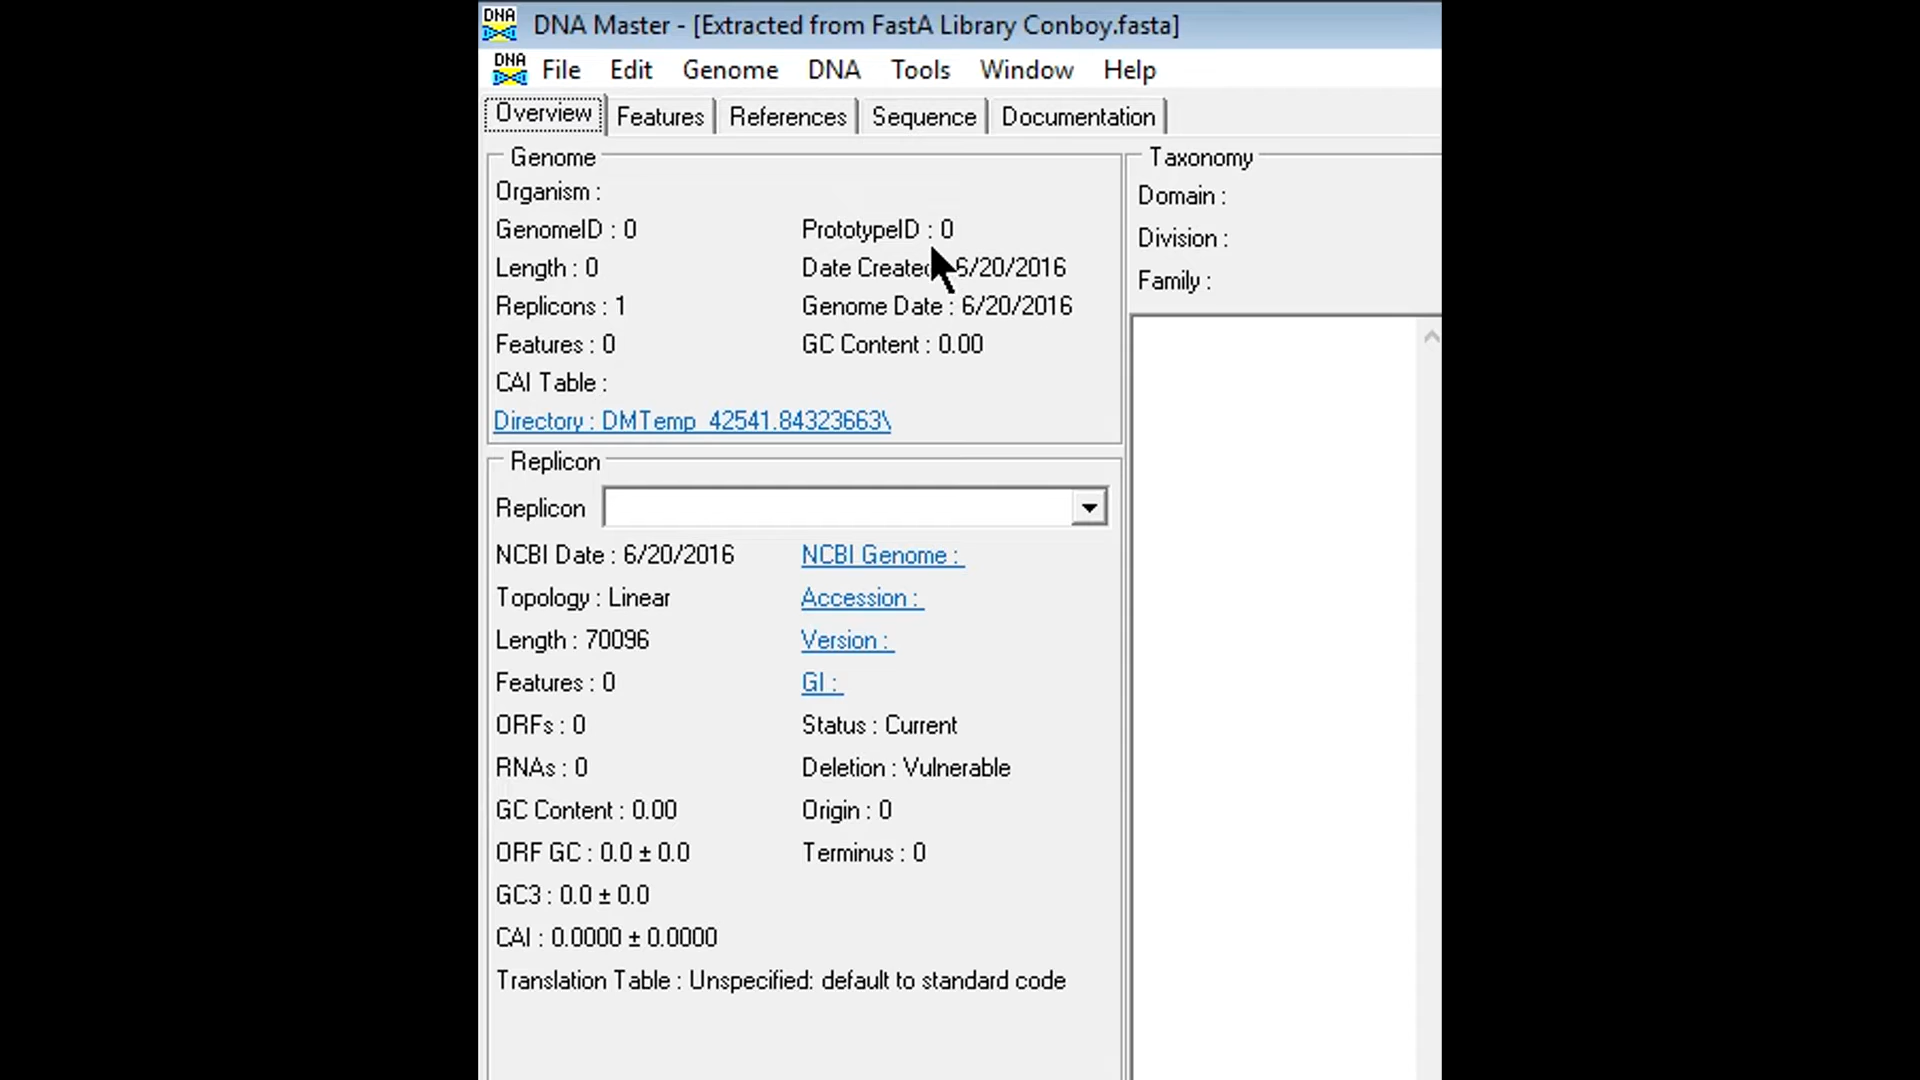 DNA DNA Master - [Extracted from FastA Library Conboy.fasta]
DNA File Edit Genome DNA Tools Window Help
Overview Features References Sequence Documentation
Genome
Organism :
GenomeID : 0 PrototypeID : 0
Length : 0 Date Created 6/20/2016
Replicons : 1 Genome Date : 6/20/2016
Features : 0 GC Content : 0.00
CAI Table :
Directory : DMTemp_42541.84323663\
Taxonomy
Domain :
Division :
Family :
Replicon
Replicon
NCBI Date : 6/20/2016 NCBI Genome :
Topology : Linear Accession :
Length : 70096 Version :
Features : 0 GI :
ORFs : 0 Status : Current
RNAs : 0 Deletion : Vulnerable
GC Content : 0.00 Origin : 0
ORF GC : 0.0 ± 0.0 Terminus : 0
GC3 : 0.0 ± 0.0
CAI : 0.0000 ± 0.0000
Translation Table : Unspecified: default to standard code